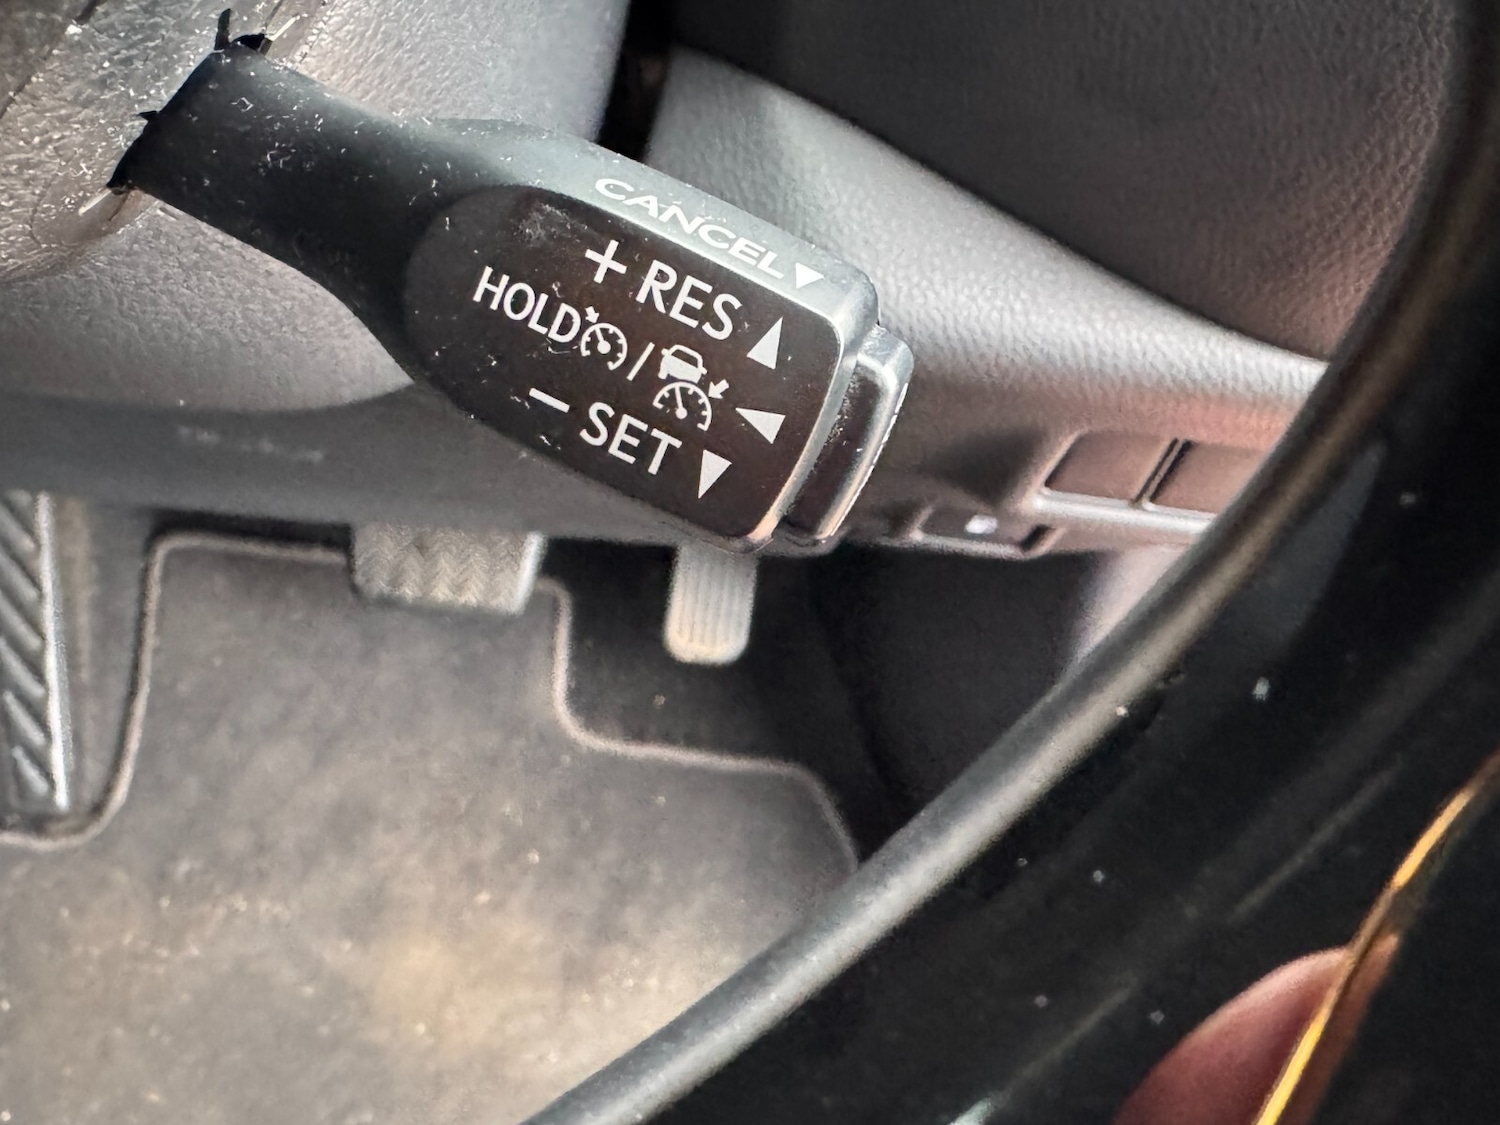 CANCEL
+ RES
HOLD /
- SET